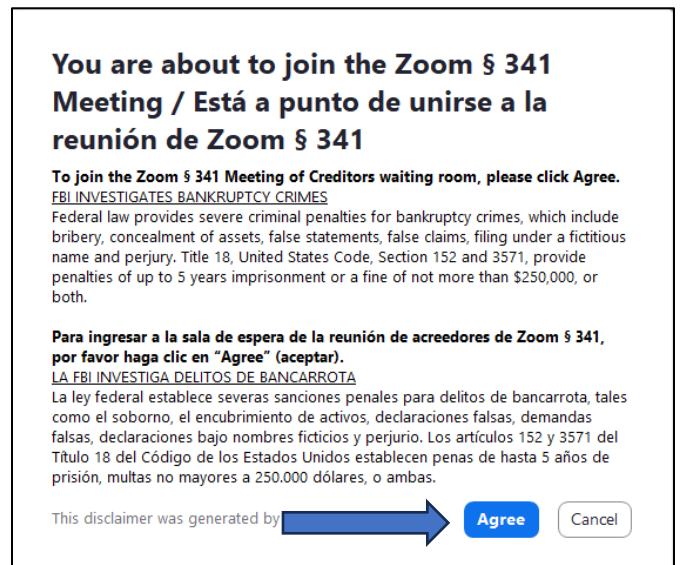 You are about to join the Zoom § 341
Meeting / Está a punto de unirse a la
reunión de Zoom § 341
To join the Zoom § 341 Meeting of Creditors waiting room, please click Agree.
FBI INVESTIGATES BANKRUPTCY CRIMES
Federal law provides severe criminal penalties for bankruptcy crimes, which include
bribery, concealment of assets, false statements, false claims, filing under a fictitious
name and perjury. Title 18, United States Code, Section 152 and 3571, provide
penalties of up to 5 years imprisonment or a fine of not more than $250,000, or
both.
Para ingresar a la sala de espera de la reunión de acreedores de Zoom § 341,
por favor haga clic en “Agree” (aceptar).
LA FBI INVESTIGA DELITOS DE BANCARROTA
La ley federal establece severas sanciones penales para delitos de bancarrota, tales
como el soborno, el encubrimiento de activos, declaraciones falsas, demandas
falsas, declaraciones bajo nombres ficticios y perjurio. Los artículos 152 y 3571 del
Título 18 del Código de los Estados Unidos establecen penas de hasta 5 años de
prisión, multas no mayores a 250.000 dólares, o ambas.
This disclaimer was generated by
Agree
Cancel